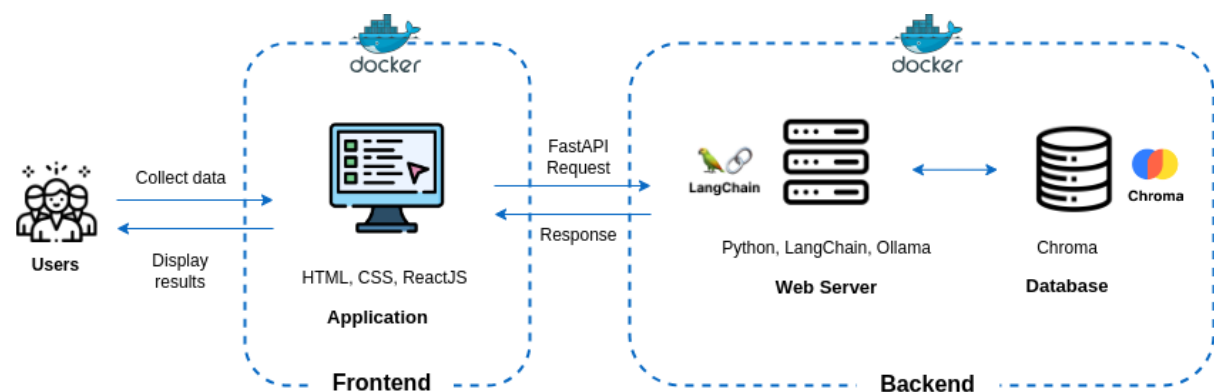 docker
docker
Collect data
FastAPI
Request
LangChain
Chroma
Response
Users
Display
results
HTML, CSS, ReactJS
Application
Python, LangChain, Ollama
Web Server
Chroma
Database
Frontend
Backend